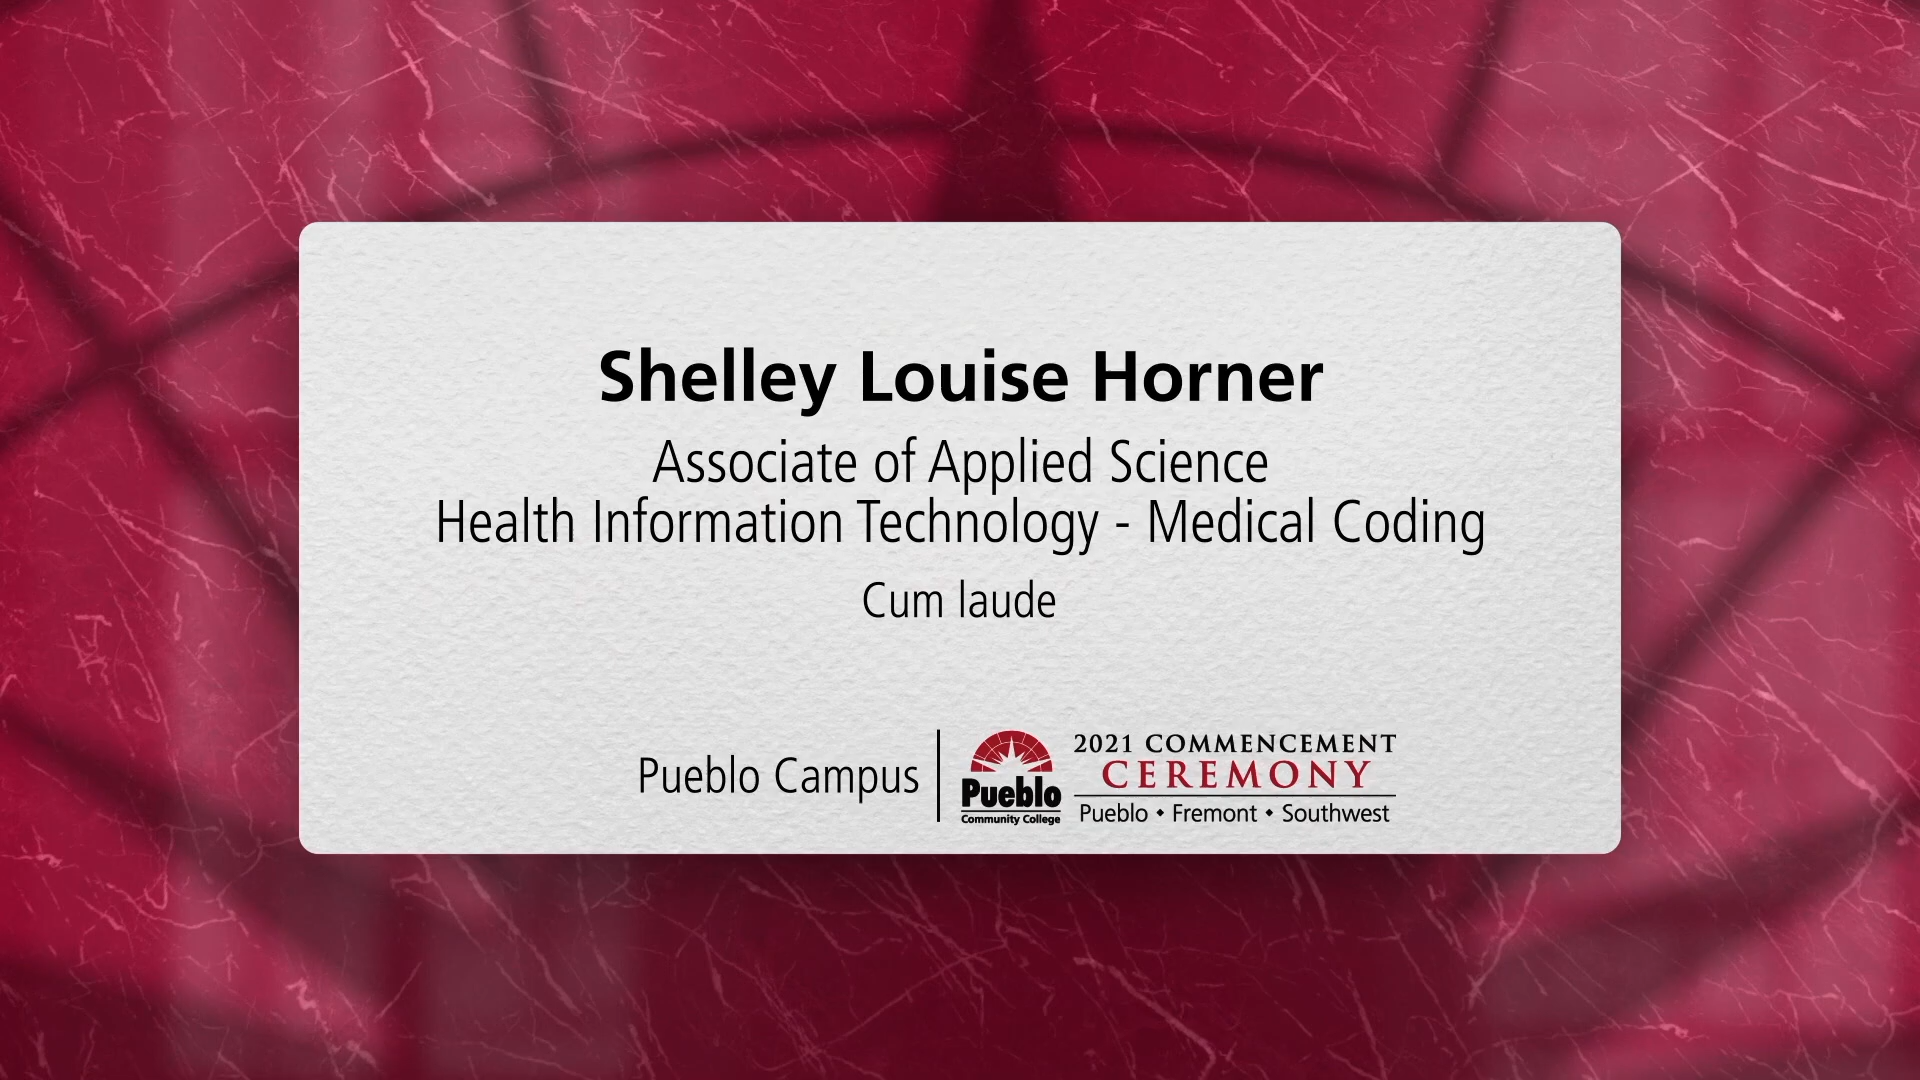 Shelley Louise Horner
Associate of Applied Science
Health Information Technology - Medical Coding
Cum laude
Pueblo Campus
Pueblo
Community College
2021 COMMENCEMENT
CEREMONY
Pueblo • Fremont • Southwest